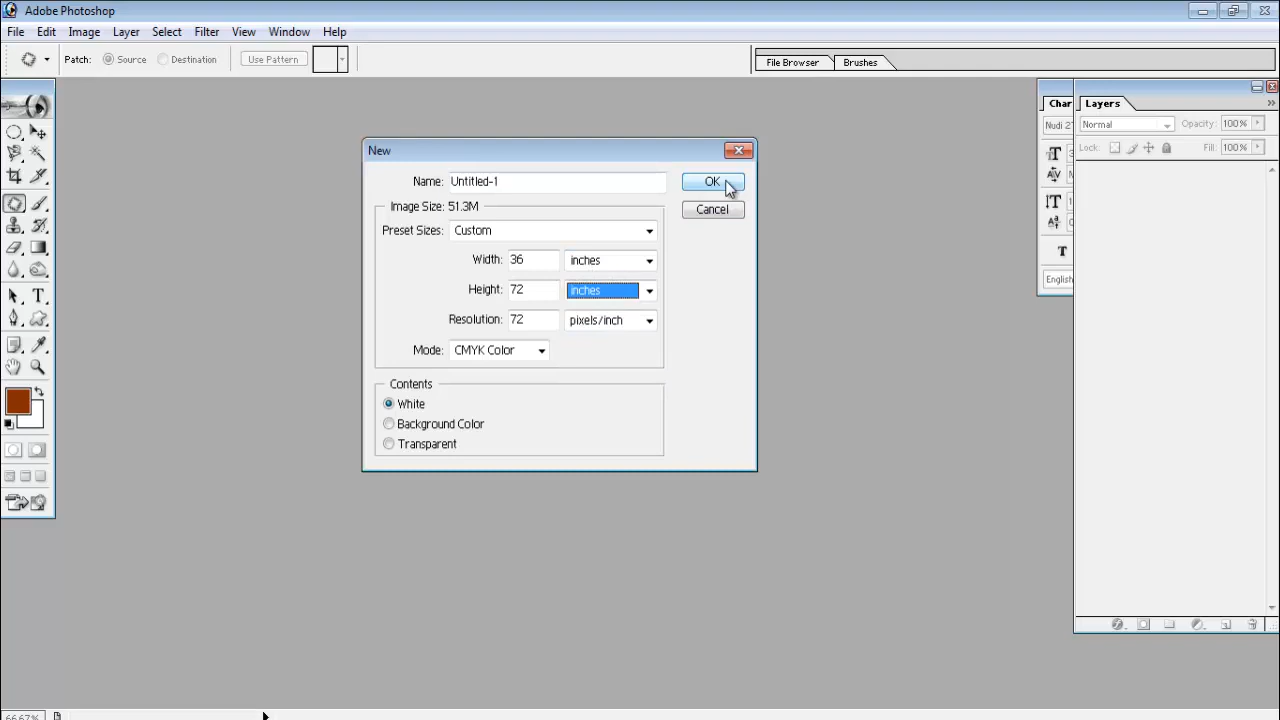 Adobe Photoshop
File Edit Image Layer Select Filter View Window Help
Patch: Source Destination Use Pattern File Browser Brushes
Char Layers
Nudi Normal Opacity: 100%
Lock: Fill: 100%
New
Name: Untitled-1 OK
Image Size: 51.3M Cancel
Preset Sizes: Custom
Width: 36 inches
Height: 72 inches
Resolution: 72 pixels/inch
Mode: CMYK Color
English
Contents
White
Background Color
Transparent
66.67%